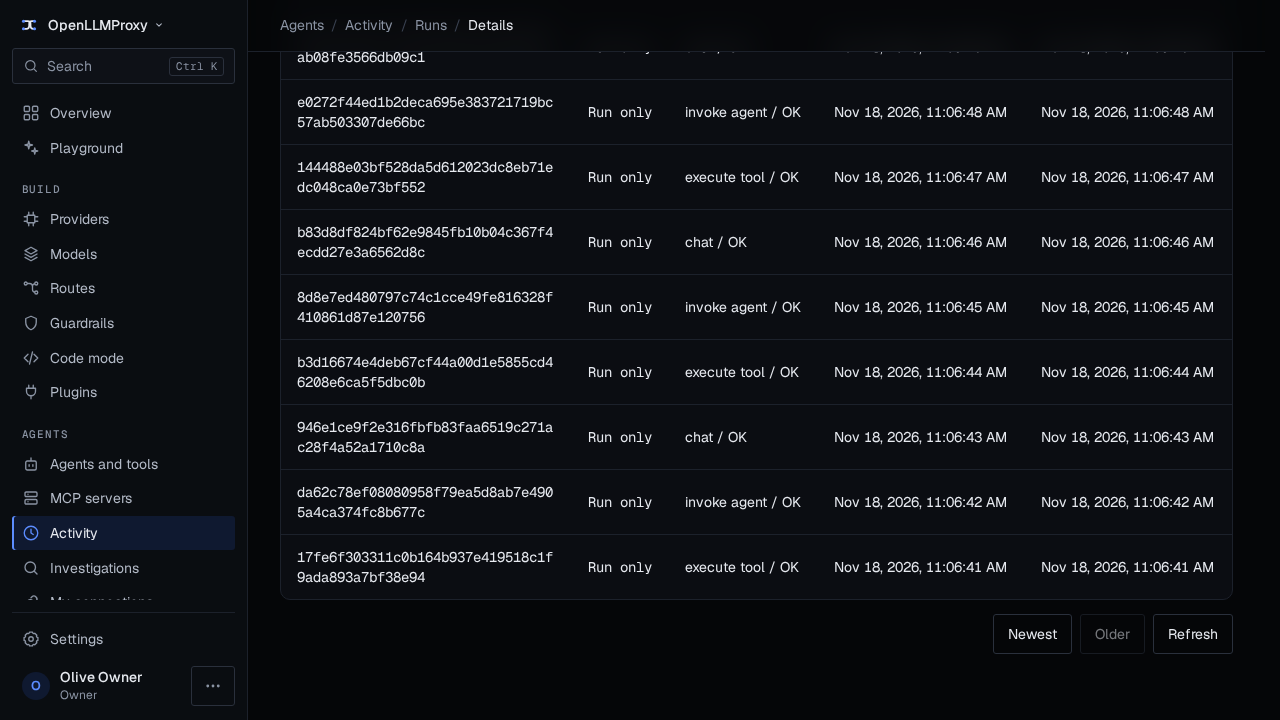 OpenLLMProxy
Agents / Activity / Runs / Details
Search Ctrl K
Overview
Playground
BUILD
Providers
Models
Routes
Guardrails
Code mode
Plugins
AGENTS
Agents and tools
MCP servers
Activity
Investigations
Settings
O Olive Owner
Owner
ab08fe3566db09c1
e0272f44ed1b2deca695e383721719bc
57ab503307de66bc Run only invoke agent / OK Nov 18, 2026, 11:06:48 AM Nov 18, 2026, 11:06:48 AM
144488e03bf528da5d612023dc8eb71e
dc048ca0e73bf552 Run only execute tool / OK Nov 18, 2026, 11:06:47 AM Nov 18, 2026, 11:06:47 AM
b83d8df824bf62e9845fb10b04c367f4
ecdd27e3a6562d8c Run only chat / OK Nov 18, 2026, 11:06:46 AM Nov 18, 2026, 11:06:46 AM
8d8e7ed480797c74c1cce49fe816328f
410861d87e120756 Run only invoke agent / OK Nov 18, 2026, 11:06:45 AM Nov 18, 2026, 11:06:45 AM
b3d16674e4deb67cf44a00d1e5855cd4
6208e6ca5f5dbc0b Run only execute tool / OK Nov 18, 2026, 11:06:44 AM Nov 18, 2026, 11:06:44 AM
946e1ce9f2e316fbfb83faa6519c271a
c28f4a52a1710c8a Run only chat / OK Nov 18, 2026, 11:06:43 AM Nov 18, 2026, 11:06:43 AM
da62c78ef08080958f79ea5d8ab7e490
5a4ca374fc8b677c Run only invoke agent / OK Nov 18, 2026, 11:06:42 AM Nov 18, 2026, 11:06:42 AM
17fe6f303311c0b164b937e419518c1f
9ada893a7bf38e94 Run only execute tool / OK Nov 18, 2026, 11:06:41 AM Nov 18, 2026, 11:06:41 AM
Newest Older Refresh